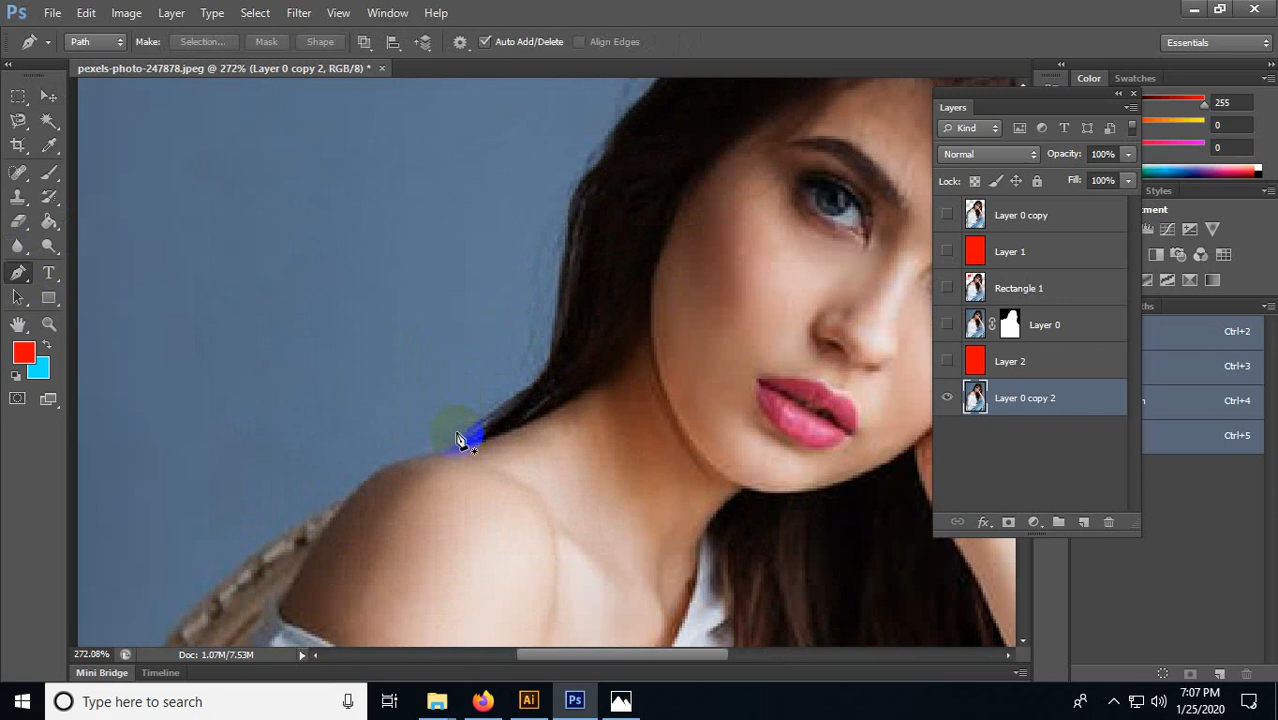 Ps File Edit Image Layer Type Select Filter 3D View Window Help
Path Make: Selection... Mask Shape Auto Add/Delete Align Edges Essentials
pexels-photo-247878.jpeg @ 272% (Layer 0 copy 2, RGB/8) * ×
Color Swatches
255
0
0
Layers
Kind
Normal Opacity: 100%
Lock: Fill: 100%
Styles
Layer 0 copy
Layer 1
Rectangle 1
Layer 0
Layer 2
Layer 0 copy 2
Ctrl+2
Ctrl+3
Ctrl+4
Ctrl+5
272.08% Doc: 1.07M/7.53M
Mini Bridge Timeline
Type here to search
Ai Ps
7:07 PM
1/25/2020